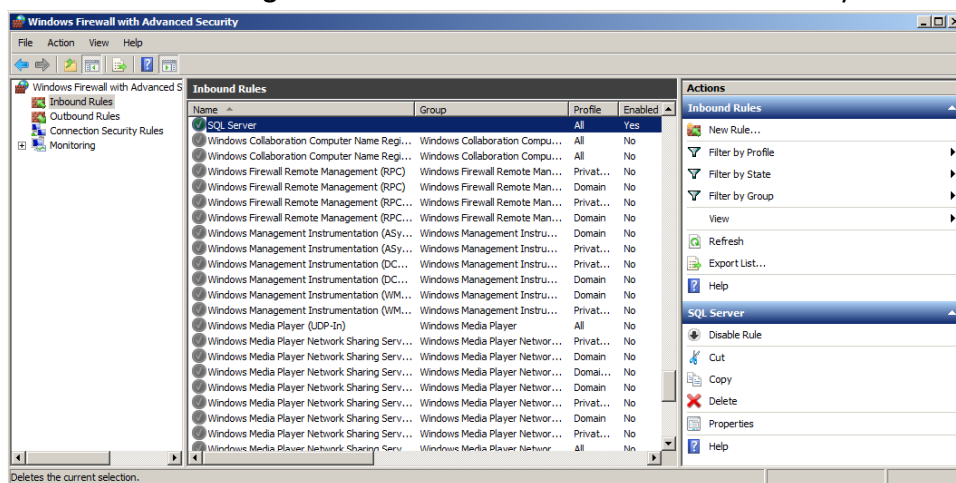 Windows Firewall with Advanced Security
File Action View Help
Windows Firewall with Advanced S
Inbound Rules
Outbound Rules
Connection Security Rules
Monitoring
Inbound Rules
Name Group Profile Enabled
SQL Server All Yes
Windows Collaboration Computer Name Regi... Windows Collaboration Compu... All No
Windows Collaboration Computer Name Regi... Windows Collaboration Compu... All No
Windows Firewall Remote Management (RPC) Windows Firewall Remote Man... Privat... No
Windows Firewall Remote Management (RPC) Windows Firewall Remote Man... Domain No
Windows Firewall Remote Management (RPC... Windows Firewall Remote Man... Privat... No
Windows Firewall Remote Management (RPC... Windows Firewall Remote Man... Domain No
Windows Management Instrumentation (ASy... Windows Management Instru... Domain No
Windows Management Instrumentation (ASy... Windows Management Instru... Privat... No
Windows Management Instrumentation (DC... Windows Management Instru... Privat... No
Windows Management Instrumentation (DC... Windows Management Instru... Domain No
Windows Management Instrumentation (WM... Windows Management Instru... Domain No
Windows Management Instrumentation (WM... Windows Management Instru... Privat... No
Windows Media Player (UDP-In) Windows Media Player All No
Windows Media Player Network Sharing Serv... Windows Media Player Networ... Privat... No
Windows Media Player Network Sharing Serv... Windows Media Player Networ... Domain No
Windows Media Player Network Sharing Serv... Windows Media Player Networ... Domai... No
Windows Media Player Network Sharing Serv... Windows Media Player Networ... Domain No
Windows Media Player Network Sharing Serv... Windows Media Player Networ... Privat... No
Windows Media Player Network Sharing Serv... Windows Media Player Networ... Domain No
Windows Media Player Network Sharing Serv... Windows Media Player Networ... Privat... No
Windows Media Player Network Sharing Serv... Windows Media Player Networ... All No
Actions
Inbound Rules
New Rule...
Filter by Profile
Filter by State
Filter by Group
View
Refresh
Export List...
Help
SQL Server
Disable Rule
Cut
Copy
Delete
Properties
Help
Deletes the current selection.